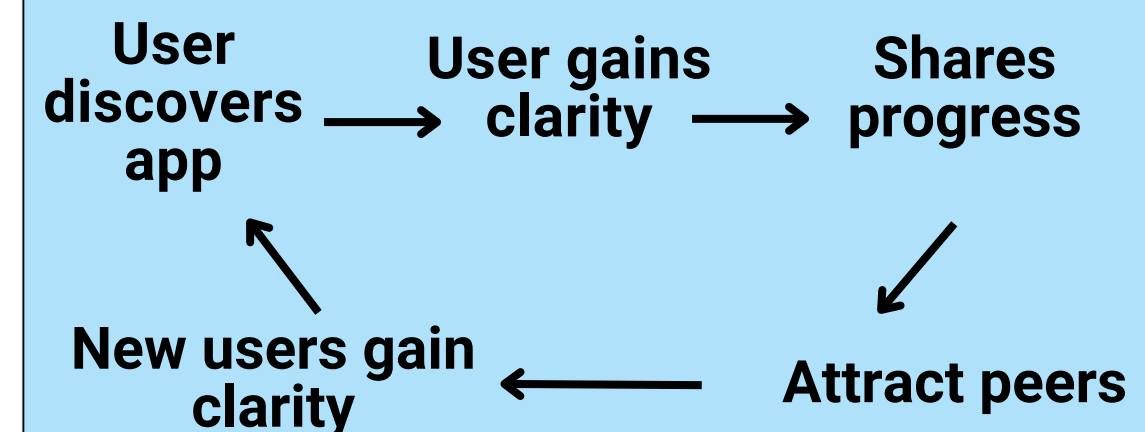 User
discovers
app
User gains
clarity
Shares
progress
Attract peers
New users gain
clarity